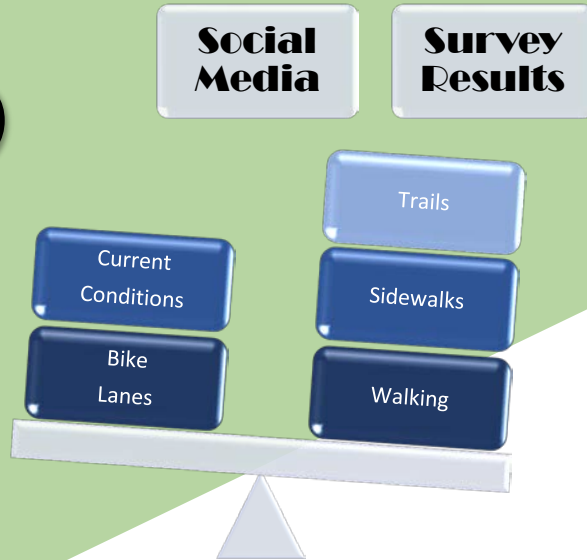 Social
Media
Survey
Results
Current
Conditions
Bike
Lanes
Trails
Sidewalks
Walking